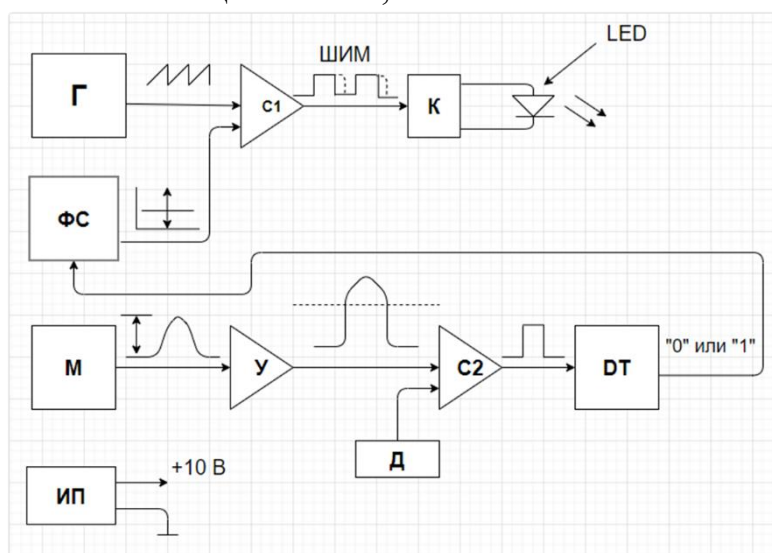 LED
ШИМ
Г
С1
К
ФС
М
У
С2
DT
"0" или "1"
Д
ИП
+10 В